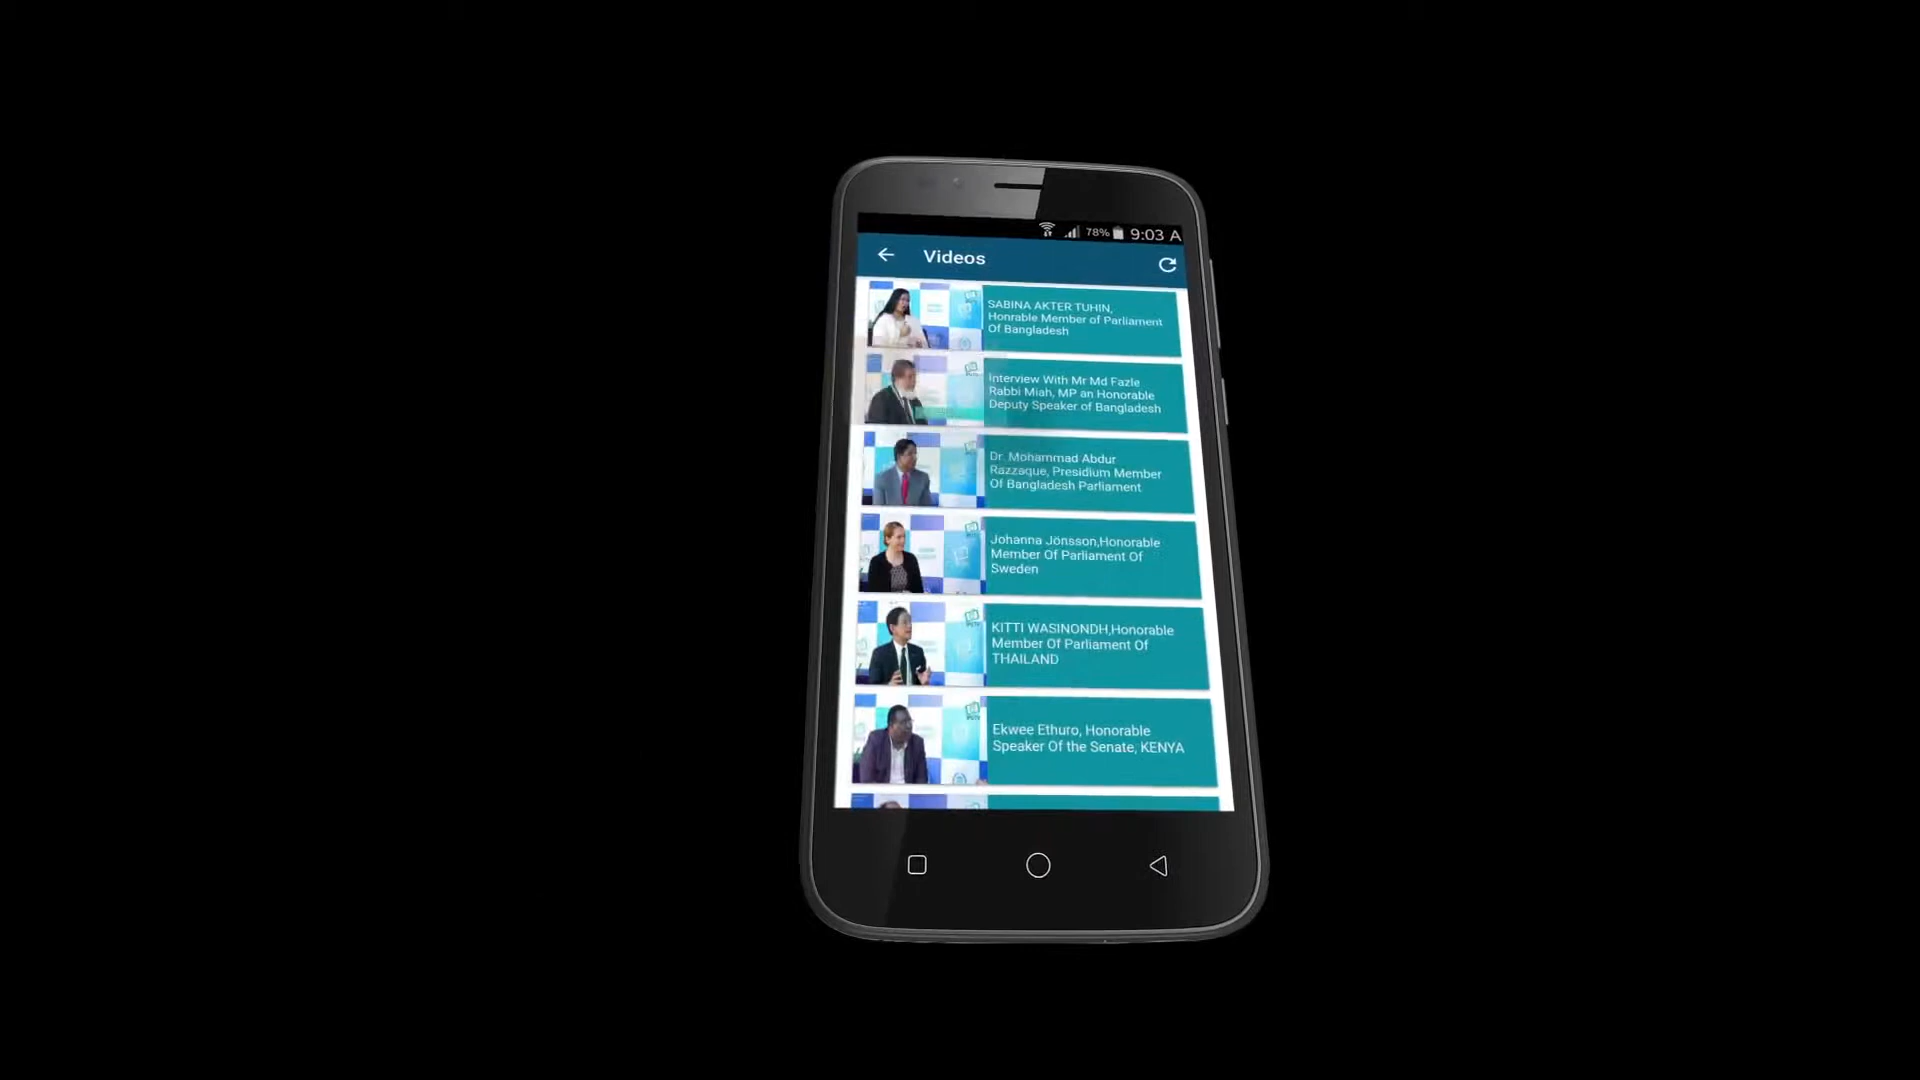 78% 9:03 A
Videos
SABINA AKTER TUHIN,
Honrable Member of Parliament
Of Bangladesh
Interview With Mr Md Fazle
Rabbi Miah, MP an Honorable
Deputy Speaker of Bangladesh
Dr. Mohammad Abdur
Razzaque, Presidium Member
Of Bangladesh Parliament
Johanna Jönsson,Honorable
Member Of Parliament Of
Sweden
KITTI WASINONDH,Honorable
Member Of Parliament Of
THAILAND
Ekwee Ethuro, Honorable
Speaker Of the Senate, KENYA